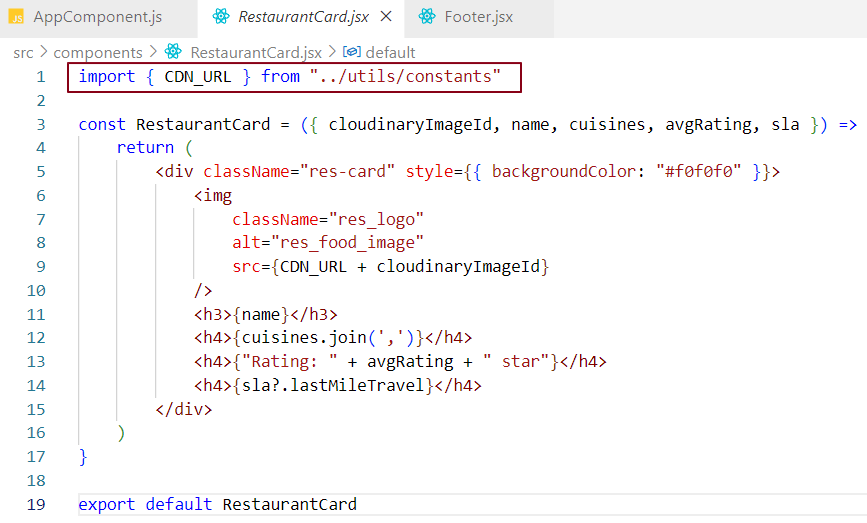 JS AppComponent.js RestaurantCard.jsx × Footer.jsx
src > components > RestaurantCard.jsx > default
1 import { CDN_URL } from "../utils/constants"
2
3 const RestaurantCard = ({ cloudinaryImageId, name, cuisines, avgRating, sla }) =>
4 return (
5 <div className="res-card" style={{ backgroundColor: "#f0f0f0" }}>
6 <img
7 className="res_logo"
8 alt="res_food_image"
9 src={CDN_URL + cloudinaryImageId}
10 />
11 <h3>{name}</h3>
12 <h4>{cuisines.join(',')}</h4>
13 <h4>{"Rating: " + avgRating + " star"}</h4>
14 <h4>{sla?.lastMileTravel}</h4>
15 </div>
16 )
17 }
18
19 export default RestaurantCard